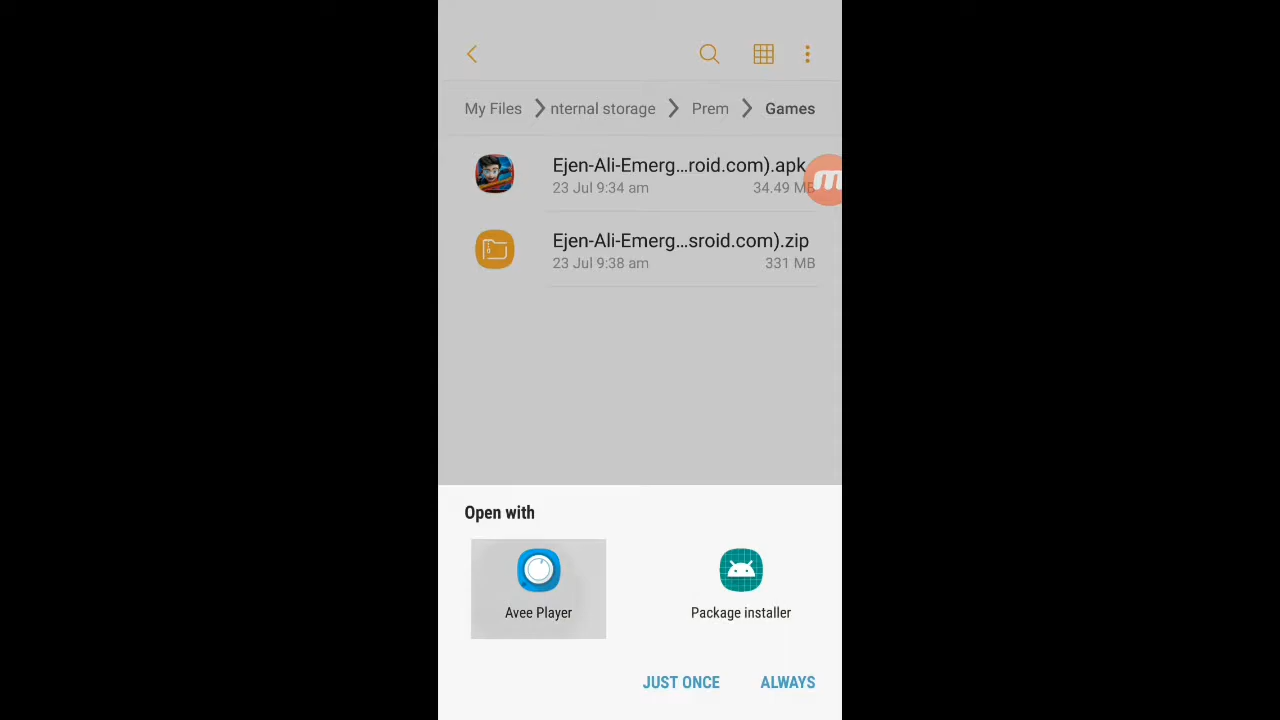 My Files nternal storage Prem Games
Ejen-Ali-Emerg...roid.com).apk
23 Jul 9:34 am 34.49 MB
Ejen-Ali-Emerg...sroid.com).zip
23 Jul 9:38 am 331 MB
Open with
Avee Player Package installer
JUST ONCE ALWAYS